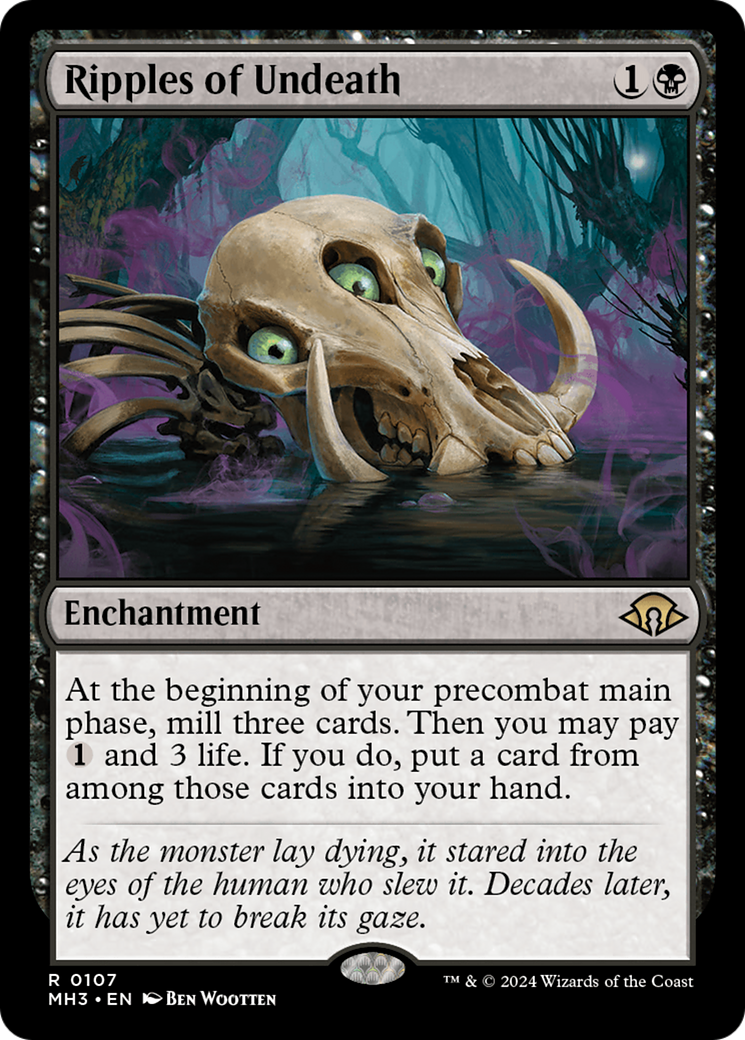 Ripples of Undeath 1
Enchantment
At the beginning of your precombat main
phase, mill three cards. Then you may pay
1 and 3 life. If you do, put a card from
among those cards into your hand.
As the monster lay dying, it stared into the
eyes of the human who slew it. Decades later,
it has yet to break its gaze.
R 0107
MH3 • EN Ben Wootten
™ & © 2024 Wizards of the Coast